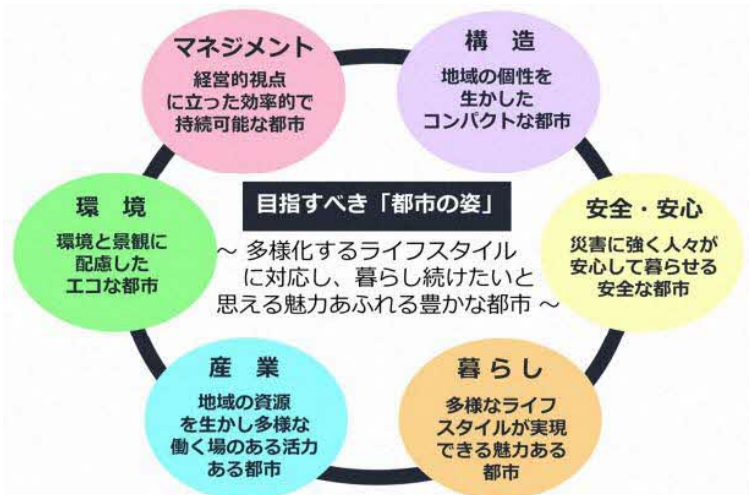 マネジメント
経営的視点
に立った効率的で
持続可能な都市
構　造
地域の個性を
生かした
コンパクトな都市
環　境
環境と景観に
配慮した
エコな都市
目指すべき「都市の姿」
～ 多様化するライフスタイル
に対応し、暮らし続けたいと
思える魅力あふれる豊かな都市 ～
安全・安心
災害に強く人々が
安心して暮らせる
安全な都市
産　業
地域の資源
を生かし多様な
働く場のある活力
ある都市
暮 ら し
多様なライフ
スタイルが実現
できる魅力ある
都市